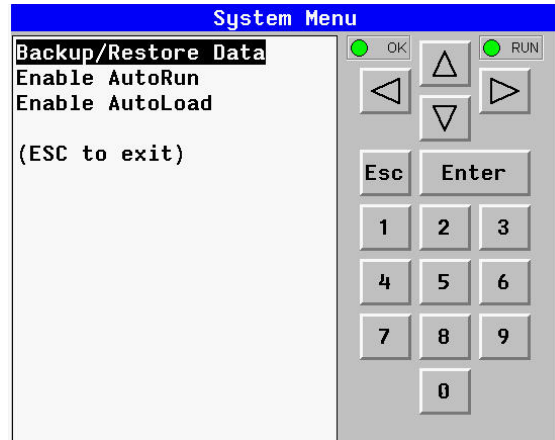 System Menu
Backup/Restore Data
Enable AutoRun
Enable AutoLoad
(ESC to exit)
OK
RUN
Esc
Enter
1 2 3
4 5 6
7 8 9
0